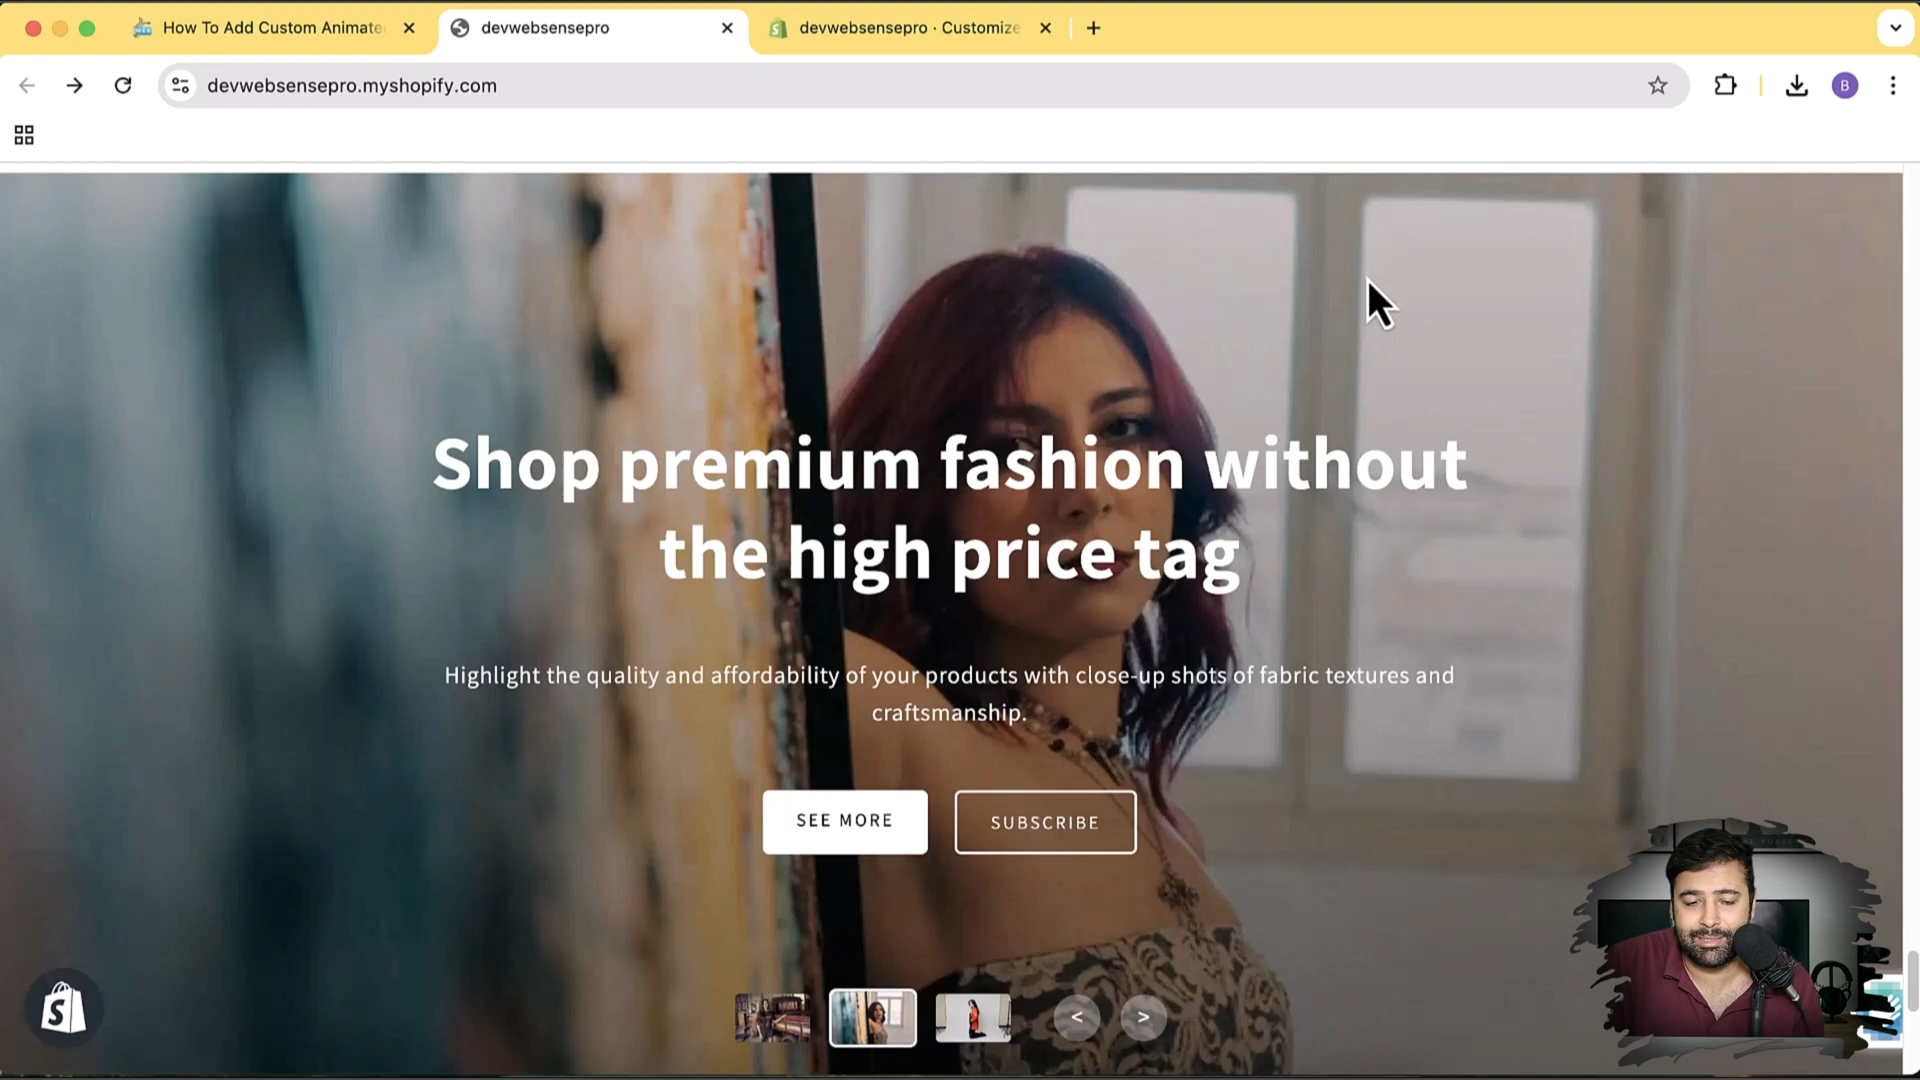 How To Add Custom Animate
devwebsensepro
devwebsensepro · Customize
devwebsensepro.myshopify.com
B
Shop premium fashion without
the high price tag
Highlight the quality and affordability of your products with close-up shots of fabric textures and
craftsmanship.
SEE MORE
SUBSCRIBE
< >